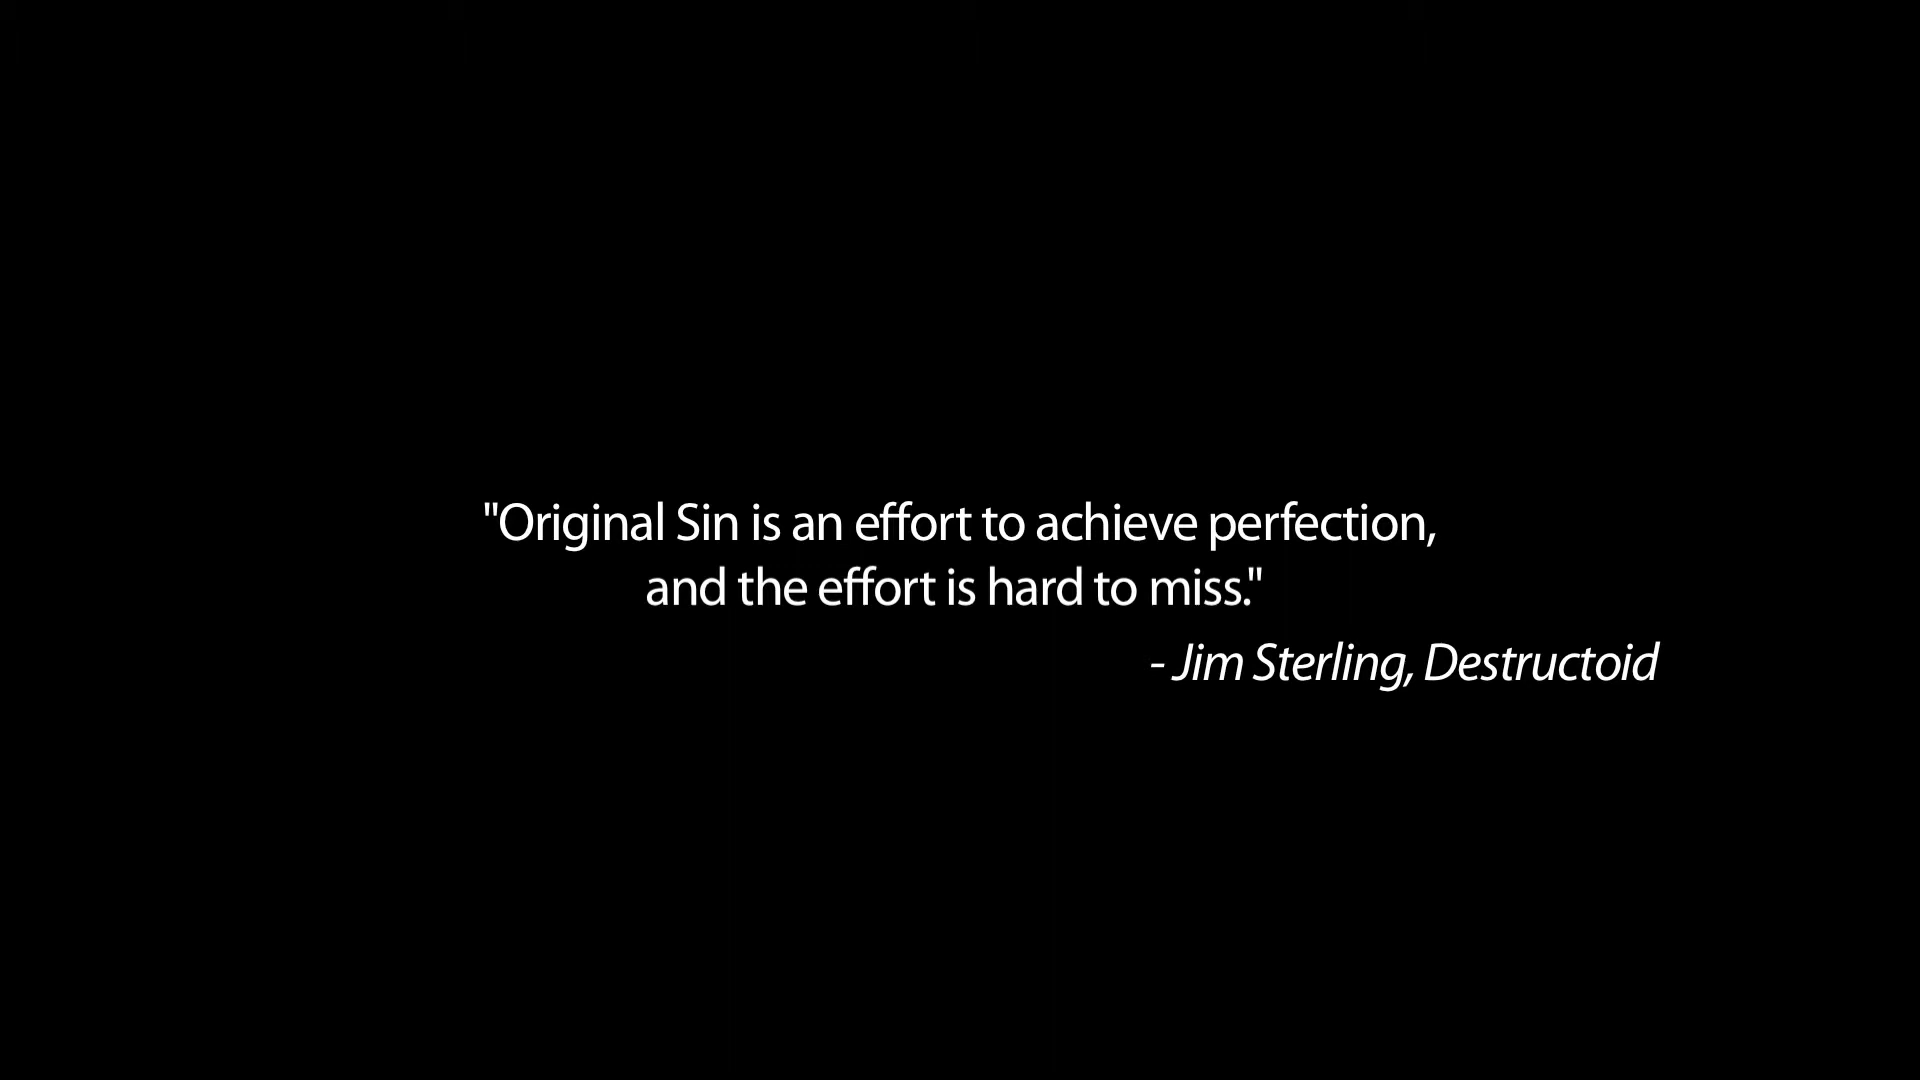 "Original Sin is an effort to achieve perfection,
and the effort is hard to miss."
- Jim Sterling, Destructoid